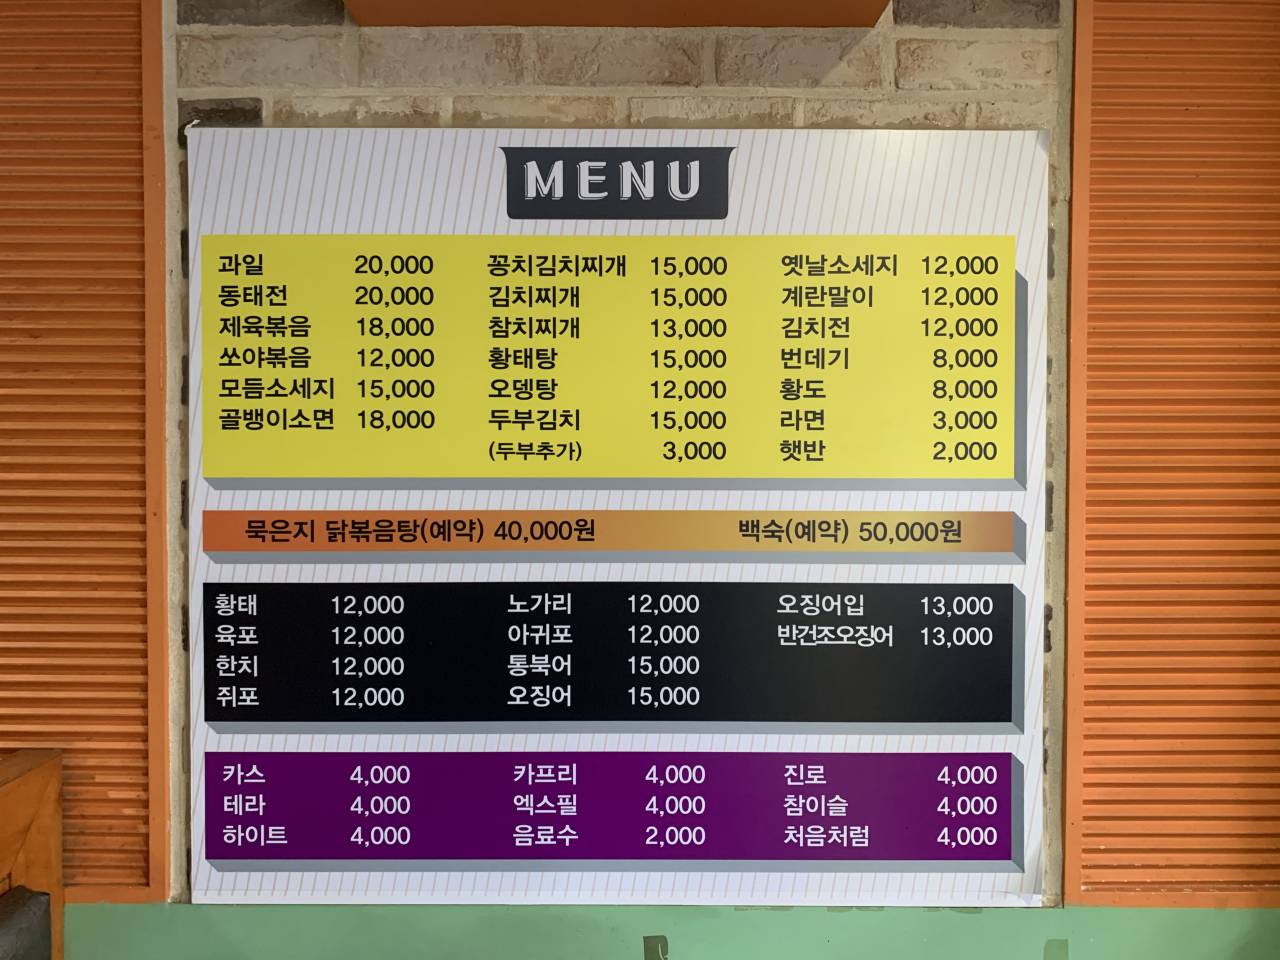 MENU
과일 20,000 꽁치김치찌개 15,000 옛날소세지 12,000
동태전 20,000 김치찌개 15,000 계란말이 12,000
제육볶음 18,000 참치찌개 13,000 김치전 12,000
쏘야볶음 12,000 황태탕 15,000 번데기 8,000
모듬소세지 15,000 오뎅탕 12,000 황도 8,000
골뱅이소면 18,000 두부김치 15,000 라면 3,000
(두부추가) 3,000 햇반 2,000
묵은지 닭볶음탕(예약) 40,000원 백숙(예약) 50,000원
황태 12,000 노가리 12,000 오징어입 13,000
육포 12,000 아귀포 12,000 반건조오징어 13,000
한치 12,000 통북어 15,000
쥐포 12,000 오징어 15,000
카스 4,000 카프리 4,000 진로 4,000
테라 4,000 엑스필 4,000 참이슬 4,000
하이트 4,000 음료수 2,000 처음처럼 4,000